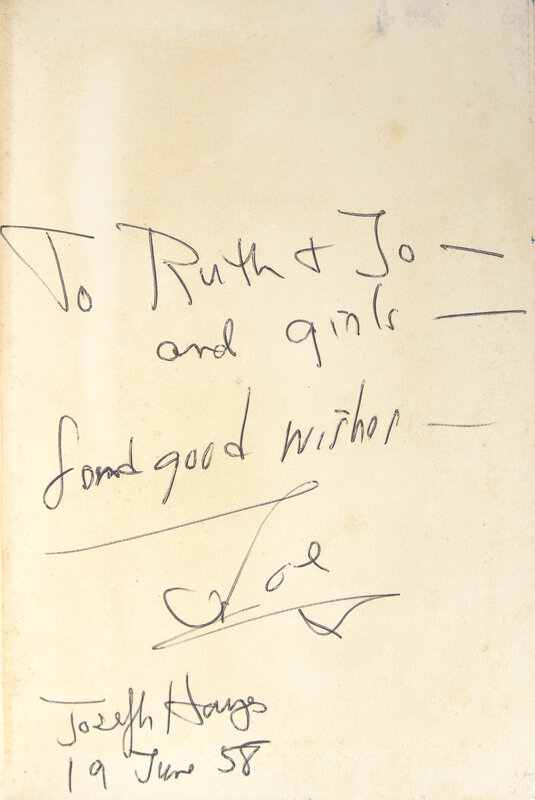 To Ruth & Jo —
and girls —
fond good wishes —
Joe
Joseph Hayes
19 June 58